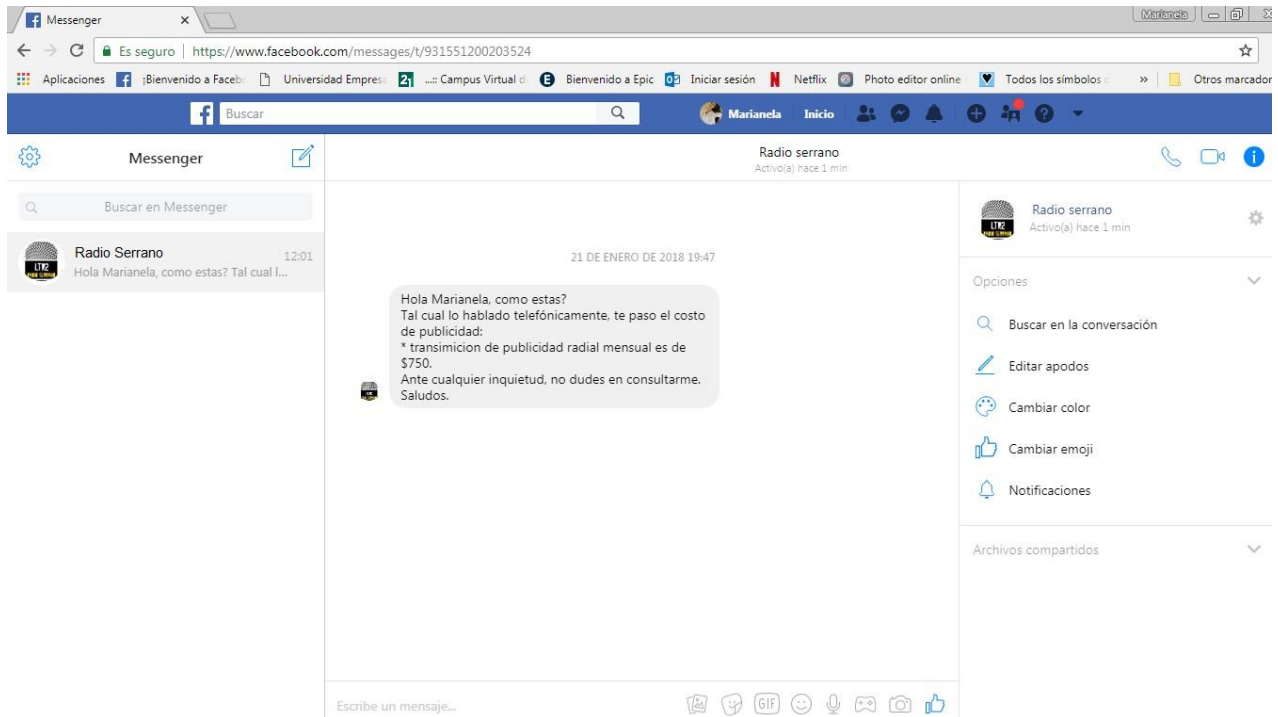 Messenger
Marianela
Es seguro | https://www.facebook.com/messages/t/931551200203524
Aplicaciones ¡Bienvenido a Faceb Universidad Empres 21 ...:: Campus Virtual d Bienvenido a Epic Iniciar sesión Netflix Photo editor online - Todos los símbolos » Otros marcador
Buscar
Marianela Inicio
Messenger
Radio serrano
Activo(a) hace 1 min
Buscar en Messenger
Radio Serrano 12:01
Hola Marianela, como estas? Tal cual l...
21 DE ENERO DE 2018 19:47
Hola Marianela, como estas?
Tal cual lo hablado telefónicamente, te paso el costo
de publicidad:
* transimicion de publicidad radial mensual es de
$750.
Ante cualquier inquietud, no dudes en consultarme.
Saludos.
Escribe un mensaje...
GIF
LTR2
Radio serrano
Activo(a) hace 1 min
Opciones
Buscar en la conversación
Editar apodos
Cambiar color
Cambiar emoji
Notificaciones
Archivos compartidos